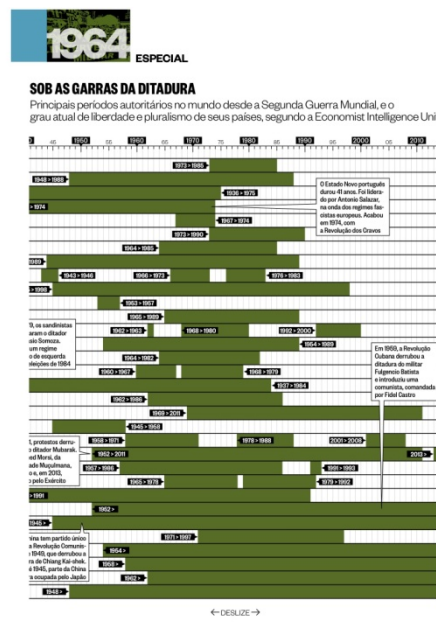 1964
ESPECIAL
SOB AS GARRAS DA DITADURA
Principais períodos autoritários no mundo desde a Segunda Guerra Mundial, e o
grau atual de liberdade e pluralismo de seus países, segundo a Economist Intelligence Uni
0 45 1950 55 1960 65 1970 75 1980 85 1990 95 2000 05 2010
1973 > 1985
1948 > 1988
1936 > 1975
> 1974
1967 > 1974
1973 > 1990
1964 > 1985
1989
1943 > 1946 1966 > 1973 1976 > 1983
> 1998
1953 > 1957
1965 > 1989
1962 > 1963 1968 > 1980 1992 > 2000
1954 > 1989
1964 > 1982
1960 > 1967 1968 > 1979
1937 > 1984
1962 > 1986
1969 > 2011
1945 > 1958
1958 > 1971 1978 > 1988 2001 > 2008
1952 > 2011 2013 >
1967 > 1986 1991 > 1993
1965 > 1979 1979 > 1992
> 1991
1952 >
1945 >
1971 > 1997
1954 >
1958 >
1962 >
1948 >
O Estado Novo português
durou 41 anos. Foi lidera-
do por Antonio Salazar,
na onda dos regimes fas-
cistas europeus. Acabou
em 1974, com
a Revolução dos Cravos
9, os sandinistas
aram o ditador
sio Somoza.
um regime
o de esquerda
eleições de 1984
Em 1959, a Revolução
Cubana derrubou a
ditadura do militar
Fulgencio Batista
e introduziu uma
comunista, comandada
por Fidel Castro
1, protestos derru-
o ditador Mubarak.
ed Morsi, da
ade Muçulmana,
o e, em 2013,
o pelo Exército
hina tem partido único
a Revolução Comunis-
1949, que derrubou a
ra de Chiang Kai-shek.
é 1945, parte da China
a ocupada pelo Japão
← DESLIZE →